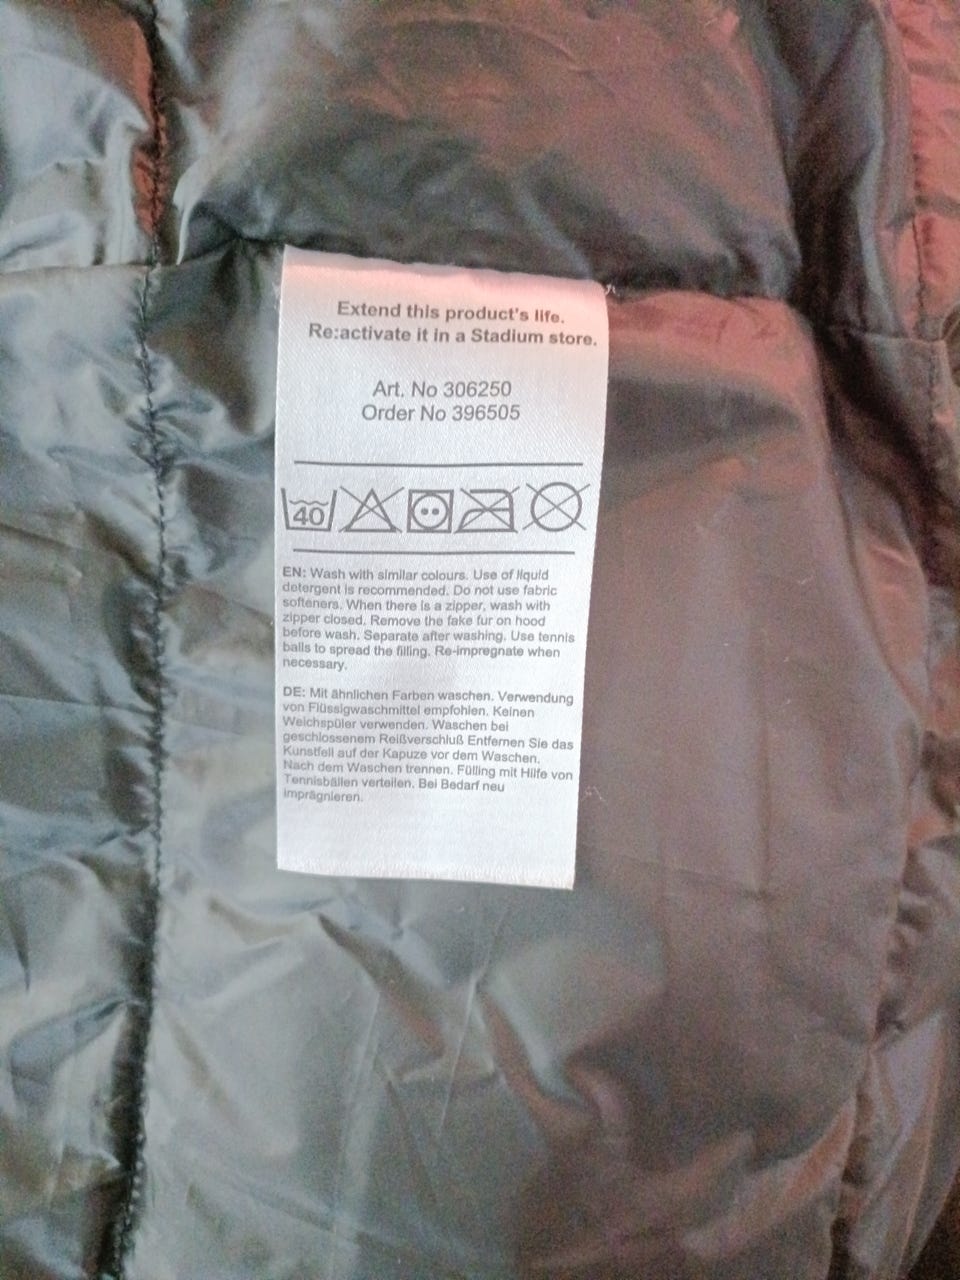 Extend this product's life.
Re:activate it in a Stadium store.
Art. No 306250
Order No 396505
40
EN: Wash with similar colours. Use of liquid
detergent is recommended. Do not use fabric
softeners. When there is a zipper, wash with
zipper closed. Remove the fake fur on hood
before wash. Separate after washing. Use tennis
balls to spread the filling. Re-impregnate when
necessary.
DE: Mit ähnlichen Farben waschen. Verwendung
von Flüssigwaschmittel empfohlen. Keinen
Weichspüler verwenden. Waschen bei
geschlossenem Reißverschluß Entfernen Sie das
Kunstfell auf der Kapuze vor dem Waschen.
Nach dem Waschen trennen. Fülling mit Hilfe von
Tennisbällen verteilen. Bei Bedarf neu
imprägnieren.